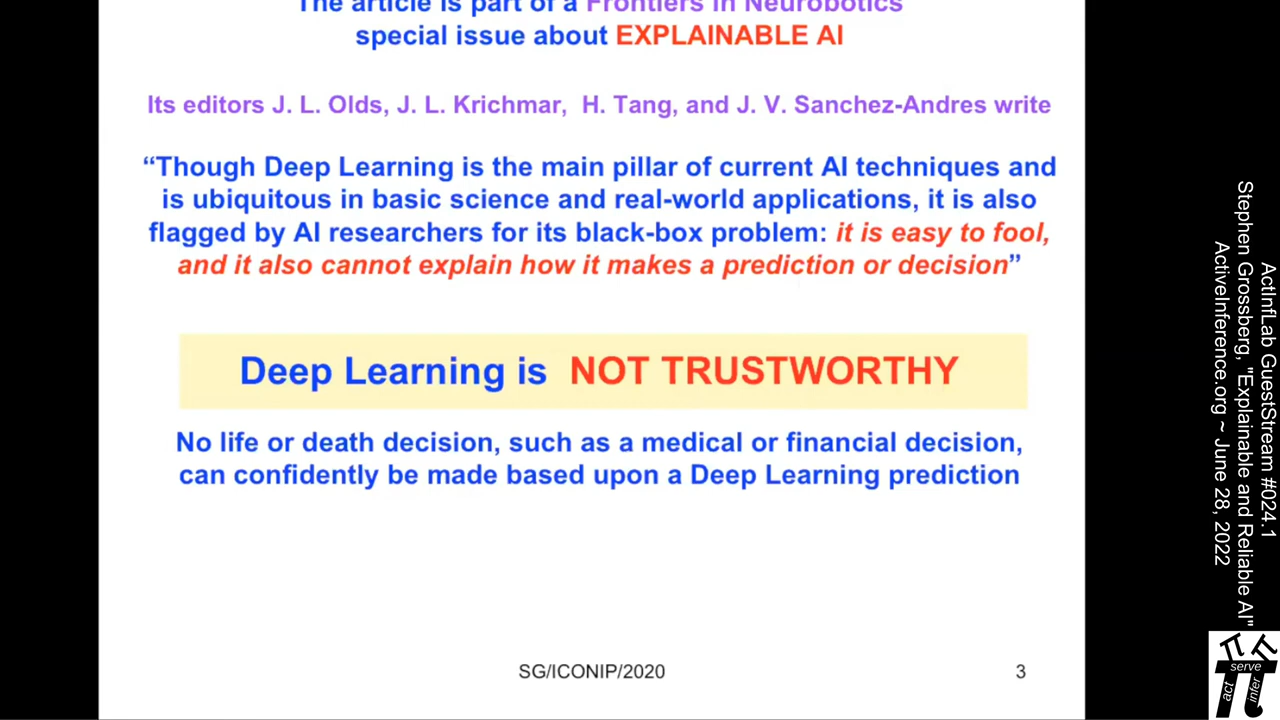 The article is part of a Frontiers in Neurobotics
special issue about EXPLAINABLE AI
Its editors J. L. Olds, J. L. Krichmar, H. Tang, and J. V. Sanchez-Andres write
“Though Deep Learning is the main pillar of current AI techniques and
is ubiquitous in basic science and real-world applications, it is also
flagged by AI researchers for its black-box problem: it is easy to fool,
and it also cannot explain how it makes a prediction or decision”
Deep Learning is NOT TRUSTWORTHY
No life or death decision, such as a medical or financial decision,
can confidently be made based upon a Deep Learning prediction
SG/ICONIP/2020
3
ActInfLab GuestStream #024.1
Stephen Grossberg, "Explainable and Reliable AI"
ActiveInference.org ~ June 28, 2022
serve
act
infer